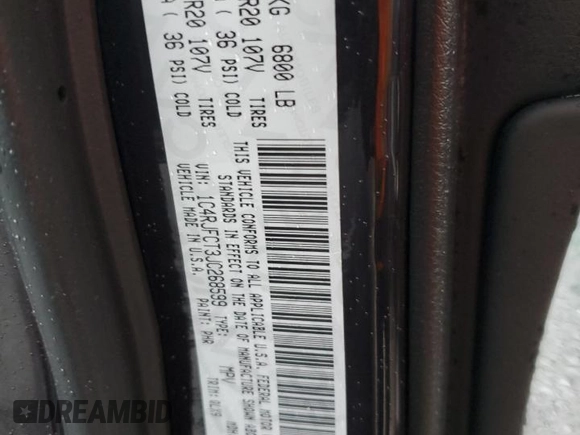 KG 6800 LB
R20 107V TIRES
( 36 PSI) COLD
R20 107V TIRES
( 36 PSI) COLD
THIS VEHICLE CONFORMS TO ALL APPLICABLE U.S.A. FEDERAL MOTOR
STANDARDS IN EFFECT ON THE DATE OF MANUFACTURE SHOWN
VIN: 1C4RJFCT3JC268599 TYPE: MPV
VEHICLE MADE IN U.S.A. PAINT: PMR
DREAMBID